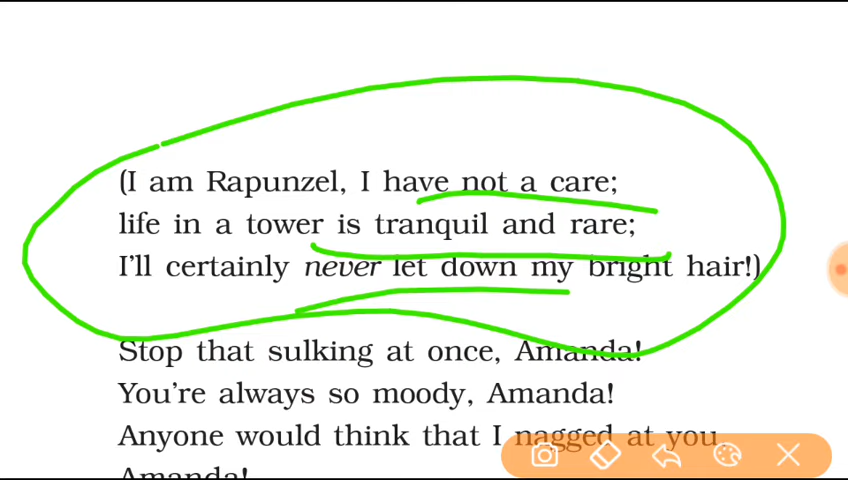 (I am Rapunzel, I have not a care;
life in a tower is tranquil and rare;
I'll certainly never let down my bright hair!)
Stop that sulking at once, Amanda!
You're always so moody, Amanda!
Anyone would think that I nagged at you,
Amanda!